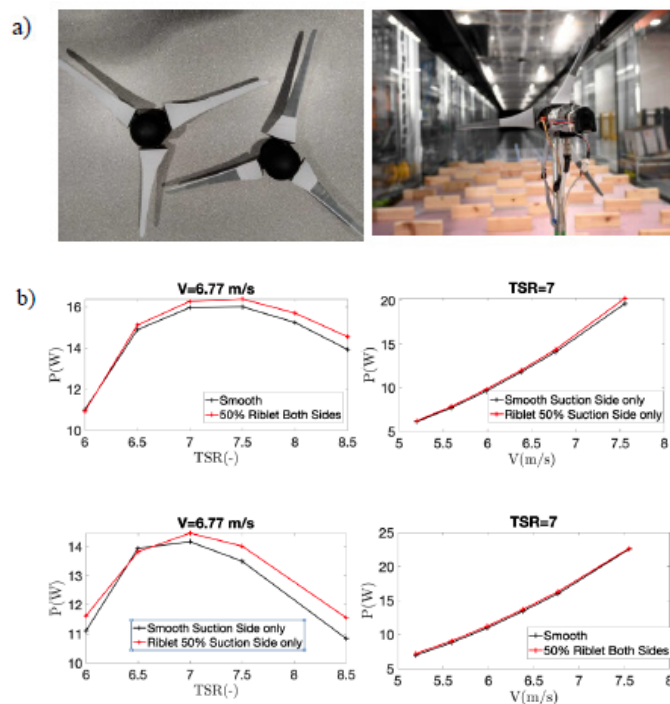 a)
b)
V=6.77 m/s
P(W)
16
14
12
10
6
6.5
7
7.5
8
8.5
TSR(-)
Smooth
50% Riblet Both Sides
TSR=7
P(W)
20
15
10
5
5
5.5
6
6.5
7
7.5
8
V(m/s)
Smooth Suction Side only
Riblet 50% Suction Side only
V=6.77 m/s
P(W)
14
13
12
11
10
6
6.5
7
7.5
8
8.5
TSR(-)
Smooth Suction Side only
Riblet 50% Suction Side only
TSR=7
P(W)
25
20
15
10
5
5
5.5
6
6.5
7
7.5
8
V(m/s)
Smooth
50% Riblet Both Sides